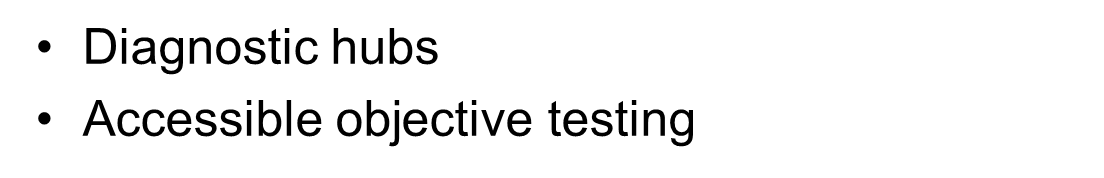 • Diagnostic hubs
• Accessible objective testing